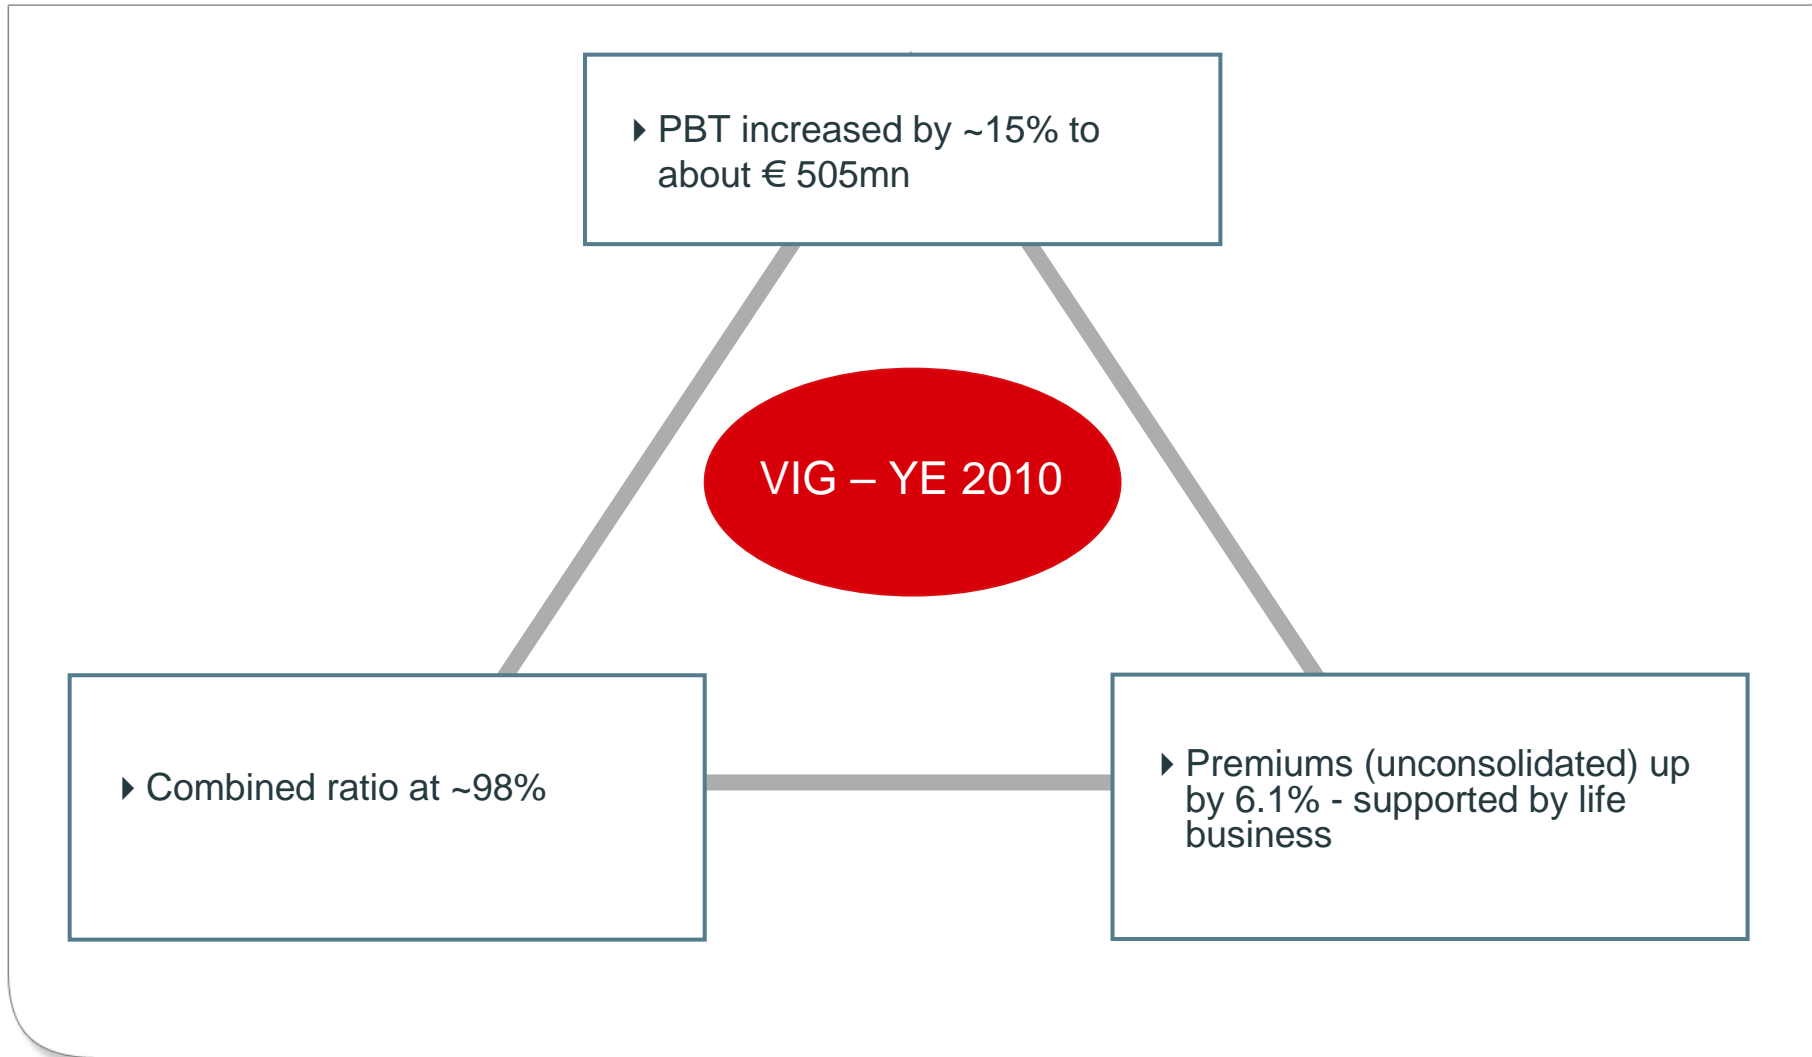 PBT increased by ~15% to
about € 505mn
VIG – YE 2010
Combined ratio at ~98%
Premiums (unconsolidated) up
by 6.1% - supported by life
business